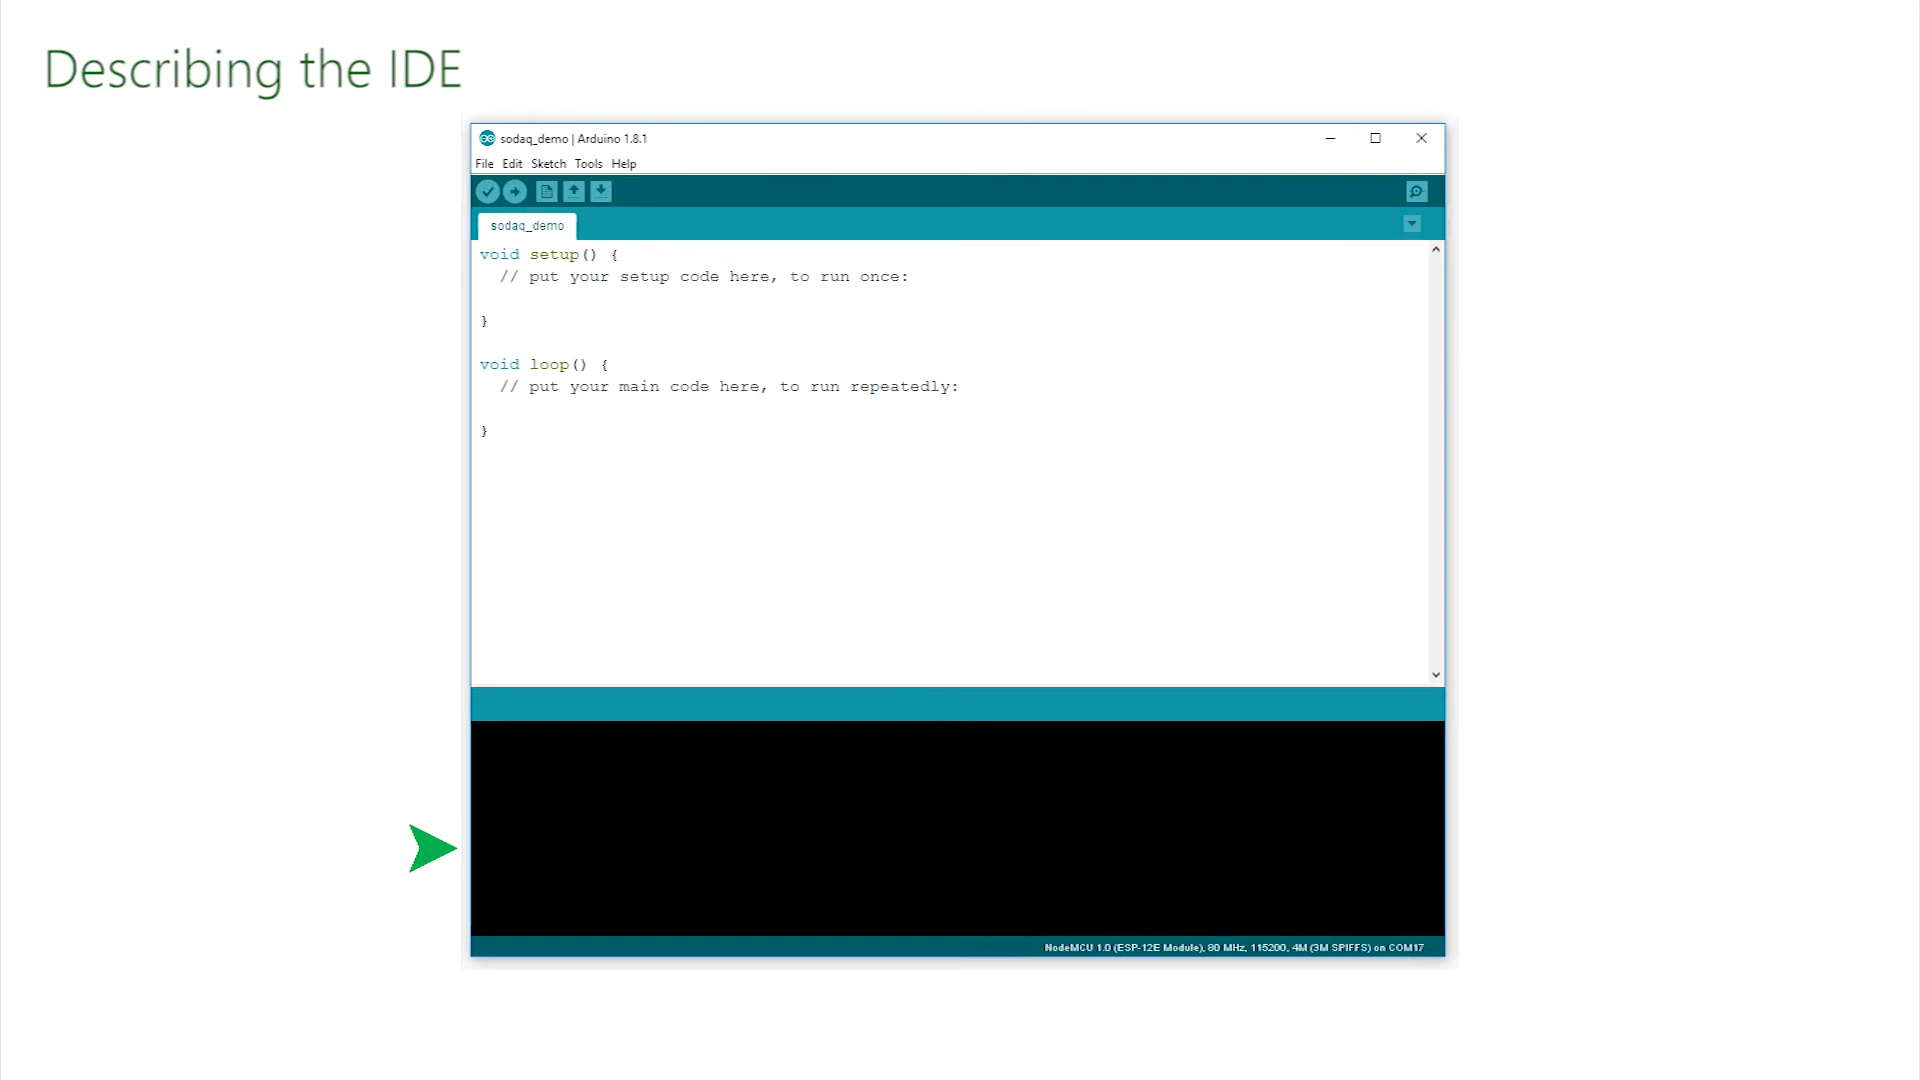 Describing the IDE
sodaq_demo | Arduino 1.8.1
File Edit Sketch Tools Help
sodaq_demo
void setup() {
// put your setup code here, to run once:
}
void loop() {
// put your main code here, to run repeatedly:
}
NodeMCU 1.0 (ESP-12E Module), 80 MHz, 115200, 4M (3M SPIFFS) on COM17